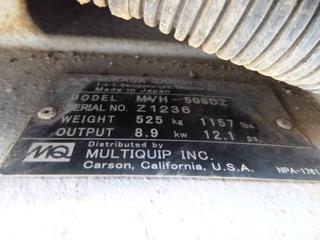 Made in Japan
MODEL MVH-508DZ
SERIAL NO. Z1236
WEIGHT 525 kg 1157 lbs
OUTPUT 8.9 kw 12.1 ps
MQ Distributed by
MULTIQUIP INC.
Carson, California, U.S.A.
NPA-1761